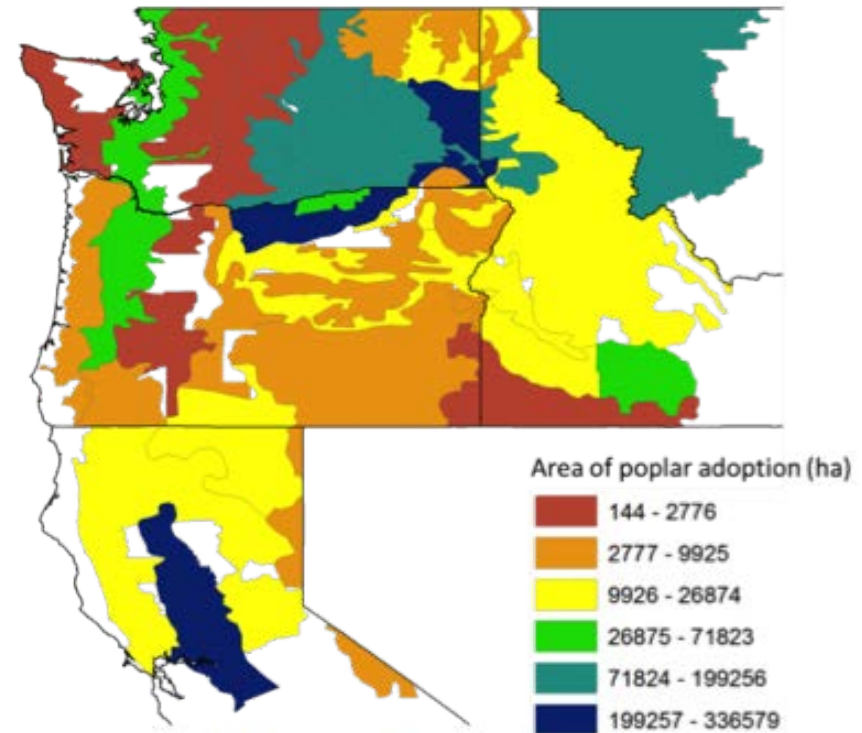 Area of poplar adoption (ha)
144 - 2776
2777 - 9925
9926 - 26874
26875 - 71823
71824 - 199256
199257 - 336579